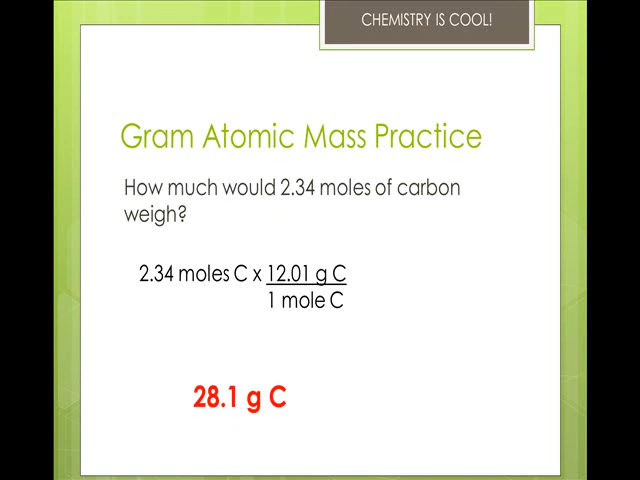 CHEMISTRY IS COOL!
Gram Atomic Mass Practice
How much would 2.34 moles of carbon
weigh?
2.34 moles C x 12.01 g C
1 mole C
28.1 g C